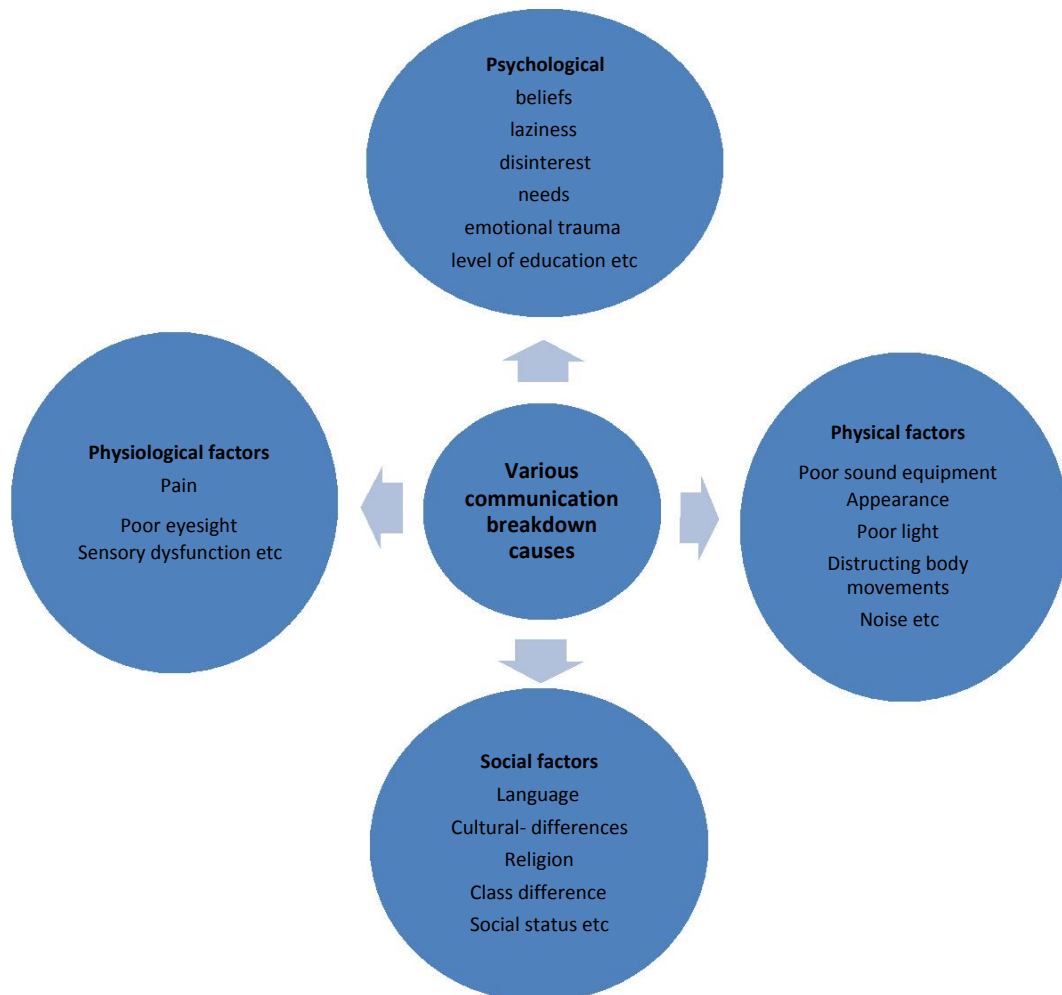 Psychological
beliefs
laziness
disinterest
needs
emotional trauma
level of education etc
Physiological factors
Pain
Poor eyesight
Sensory dysfunction etc
Various
communication
breakdown
causes
Physical factors
Poor sound equipment
Appearance
Poor light
Distructing body
movements
Noise etc
Social factors
Language
Cultural- differences
Religion
Class difference
Social status etc